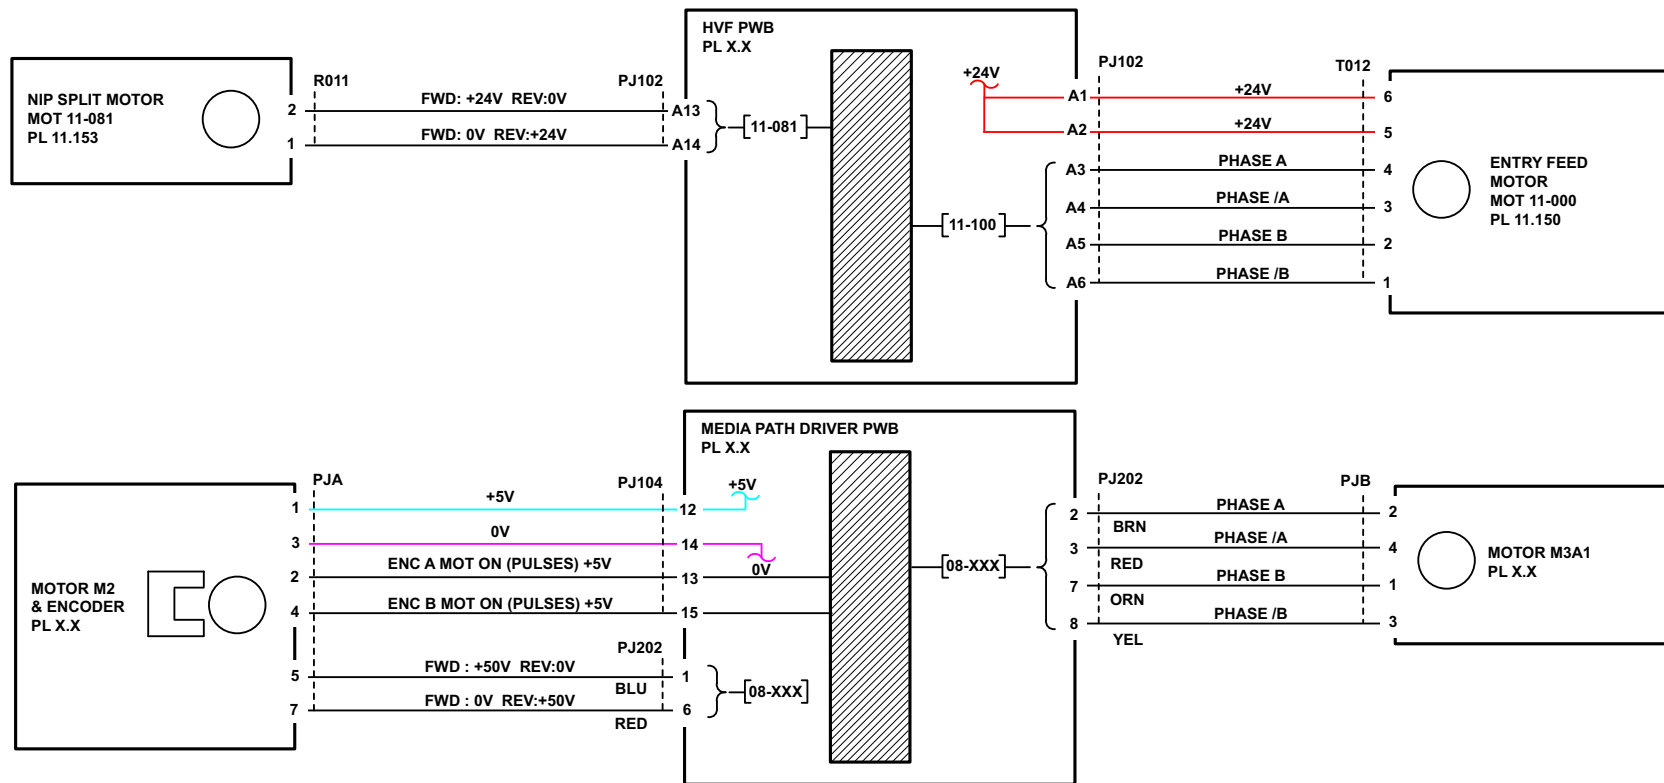 HVF PWB
PL X.X
NIP SPLIT MOTOR
MOT 11-081
PL 11.153
R011
PJ102
2
FWD: +24V REV:0V
A13
1
FWD: 0V REV:+24V
A14
[11-081]
+24V
PJ102
T012
A1
+24V
6
A2
+24V
5
A3
PHASE A
4
A4
PHASE /A
3
[11-100]
A5
PHASE B
2
A6
PHASE /B
1
ENTRY FEED
MOTOR
MOT 11-000
PL 11.150
MEDIA PATH DRIVER PWB
PL X.X
MOTOR M2
& ENCODER
PL X.X
PJA
PJ104
1
+5V
12
+5V
3
0V
14
0V
2
ENC A MOT ON (PULSES) +5V
13
4
ENC B MOT ON (PULSES) +5V
15
PJ202
5
FWD : +50V REV:0V
1
BLU
7
FWD : 0V REV:+50V
6
RED
[08-XXX]
[08-XXX]
PJ202
PJB
2
PHASE A
2
BRN
3
PHASE /A
4
RED
7
PHASE B
1
ORN
8
PHASE /B
3
YEL
MOTOR M3A1
PL X.X